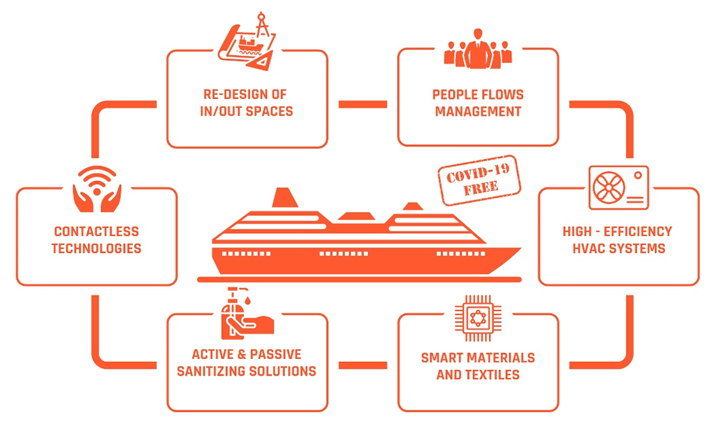 RE-DESIGN OF
IN/OUT SPACES
PEOPLE FLOWS
MANAGEMENT
COVID-19
FREE
CONTACTLESS
TECHNOLOGIES
HIGH - EFFICIENCY
HVAC SYSTEMS
ACTIVE & PASSIVE
SANITIZING SOLUTIONS
SMART MATERIALS
AND TEXTILES